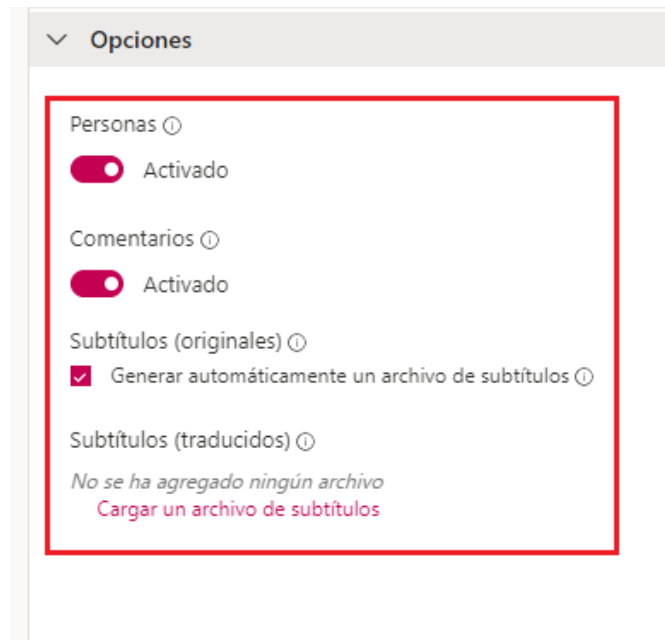 Opciones
Personas
Activado
Comentarios
Activado
Subtítulos (originales)
Generar automáticamente un archivo de subtítulos
Subtítulos (traducidos)
No se ha agregado ningún archivo
Cargar un archivo de subtítulos